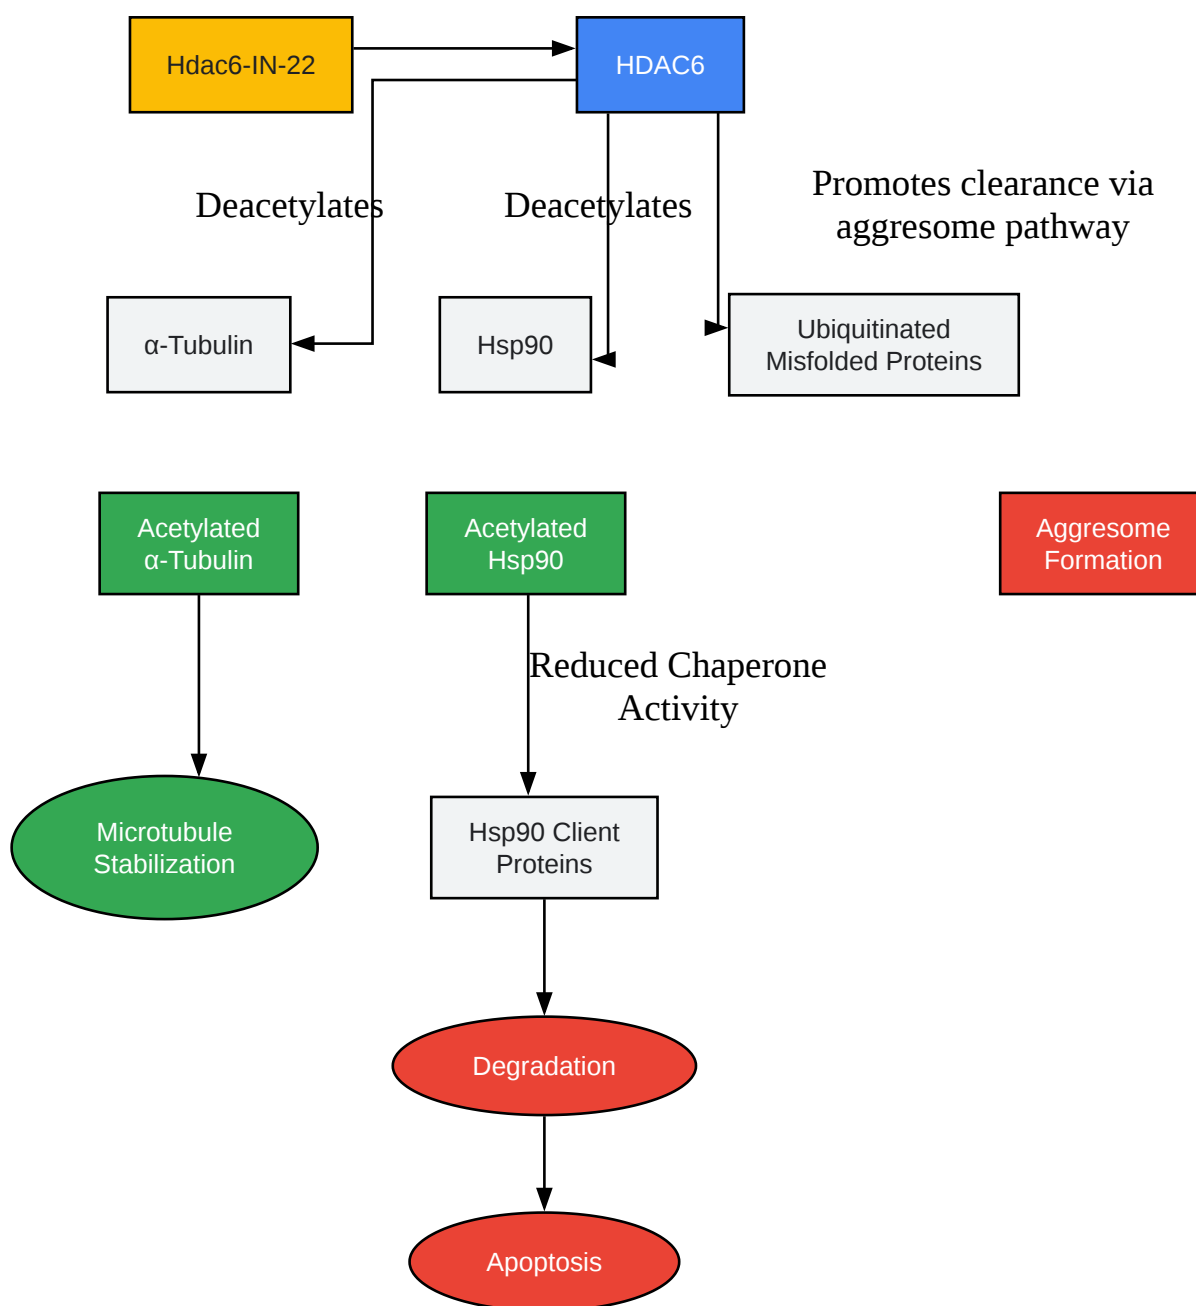 Hdac6-IN-22
HDAC6
Deacetylates
Deacetylates
Promotes clearance via
aggresome pathway
α-Tubulin
Hsp90
Ubiquitinated
Misfolded Proteins
Acetylated
α-Tubulin
Acetylated
Hsp90
Aggresome
Formation
Reduced Chaperone
Activity
Microtubule
Stabilization
Hsp90 Client
Proteins
Degradation
Apoptosis